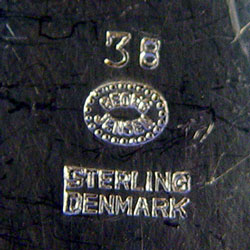 38
GEORG
JENSEN
STERLING
DENMARK